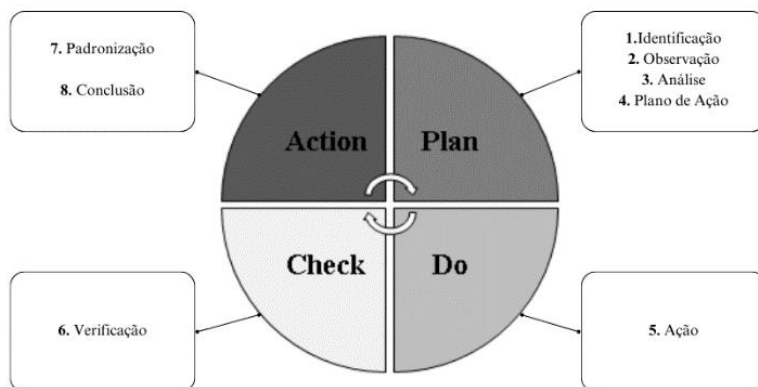 7. Padronização
8. Conclusão
1.Identificação
2. Observação
3. Análise
4. Plano de Ação
Action
Plan
Check
Do
6. Verificação
5. Ação